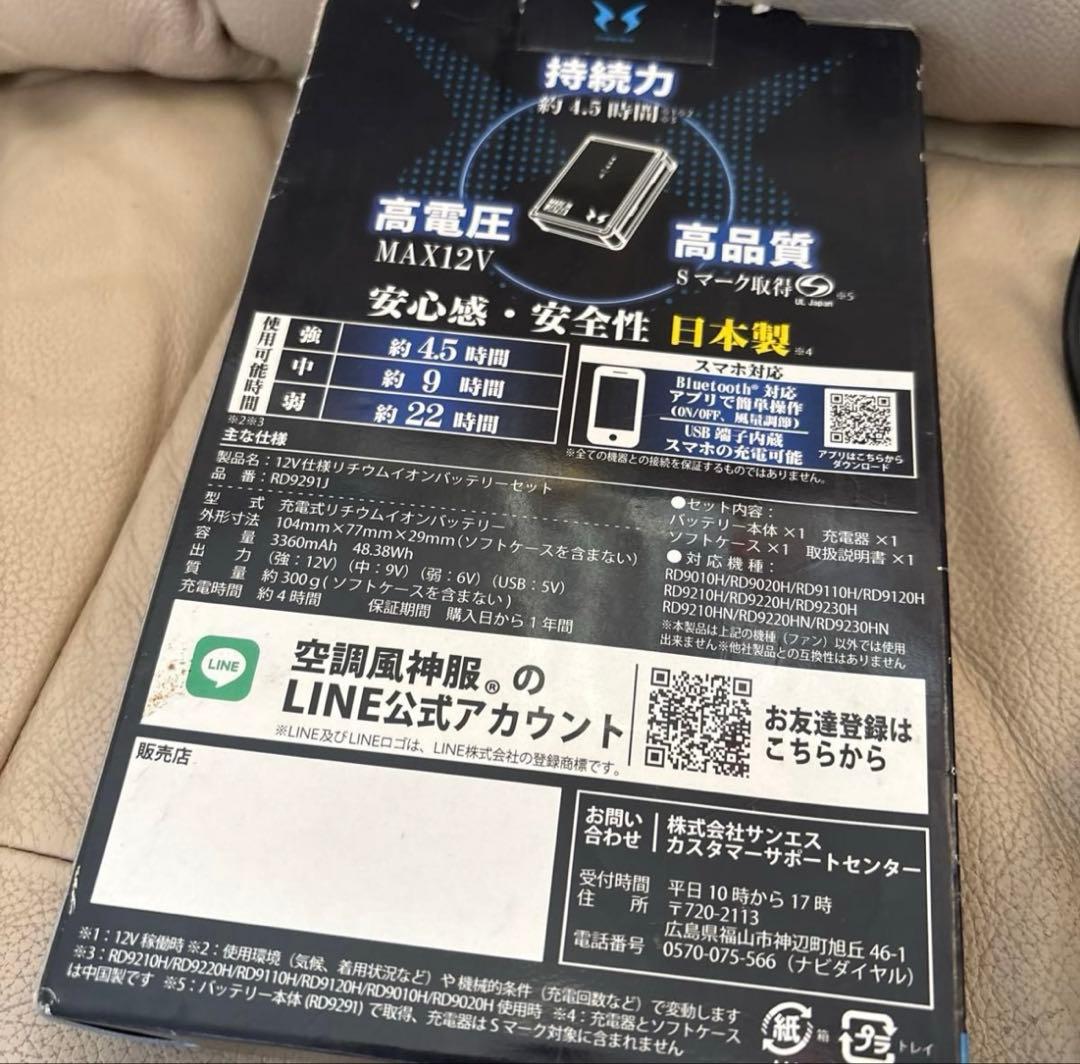 持続力
約 4.5 時間
高電圧
MAX12V
高品質
S マーク取得
UL Japan
※5
安心感・安全性 日本製 ※4
使用可能時間
※2※3
強 約 4.5 時間
中 約 9 時間
弱 約 22 時間
スマホ対応
Bluetooth® 対応
アプリで簡単操作
(ON/OFF、風量調節)
USB 端子内蔵
スマホの充電可能
アプリはこちらから
ダウンロード
※全ての機器との接続を保証するものではありません。
主な仕様
製品名：12V仕様リチウムイオンバッテリーセット
品　番：RD9291J
型　式　充電式リチウムイオンバッテリー
外形寸法　104mm×77mm×29mm（ソフトケースを含まない）
容　量　3360mAh　48.38Wh
出　力　（強：12V）（中：9V）（弱：6V）（USB：5V）
質　量　約300g（ソフトケースを含まない）
充電時間　約4時間　保証期間　購入日から1年間
●セット内容：
バッテリー本体 ×1　充電器 ×1
ソフトケース ×1　取扱説明書 ×1
●対応機種：
RD9010H/RD9020H/RD9110H/RD9120H
RD9210H/RD9220H/RD9230H
RD9210HN/RD9220HN/RD9230HN
※本製品は上記の機種（ファン）以外では使用
出来ません※他社製品との互換性はありません
LINE
空調風神服® の
LINE公式アカウント
※LINE及びLINEロゴは、LINE株式会社の登録商標です。
お友達登録は
こちらから
販売店
お問い
合わせ
株式会社サンエス
カスタマーサポートセンター
受付時間　平日 10 時から 17 時
住　所　〒720-2113
広島県福山市神辺町旭丘 46-1
電話番号　0570-075-566（ナビダイヤル）
※1：12V 稼働時 ※2：使用環境（気候、着用状況など）や機械的条件（充電回数など）で変動します
※3：RD9210H/RD9220H/RD9110H/RD9120H/RD9010H/RD9020H 使用時 ※4：充電器とソフトケース
は中国製です ※5：バッテリー本体 (RD9291) で取得、充電器は S マーク対象に含まれません
紙
箱
プラ
トレイ